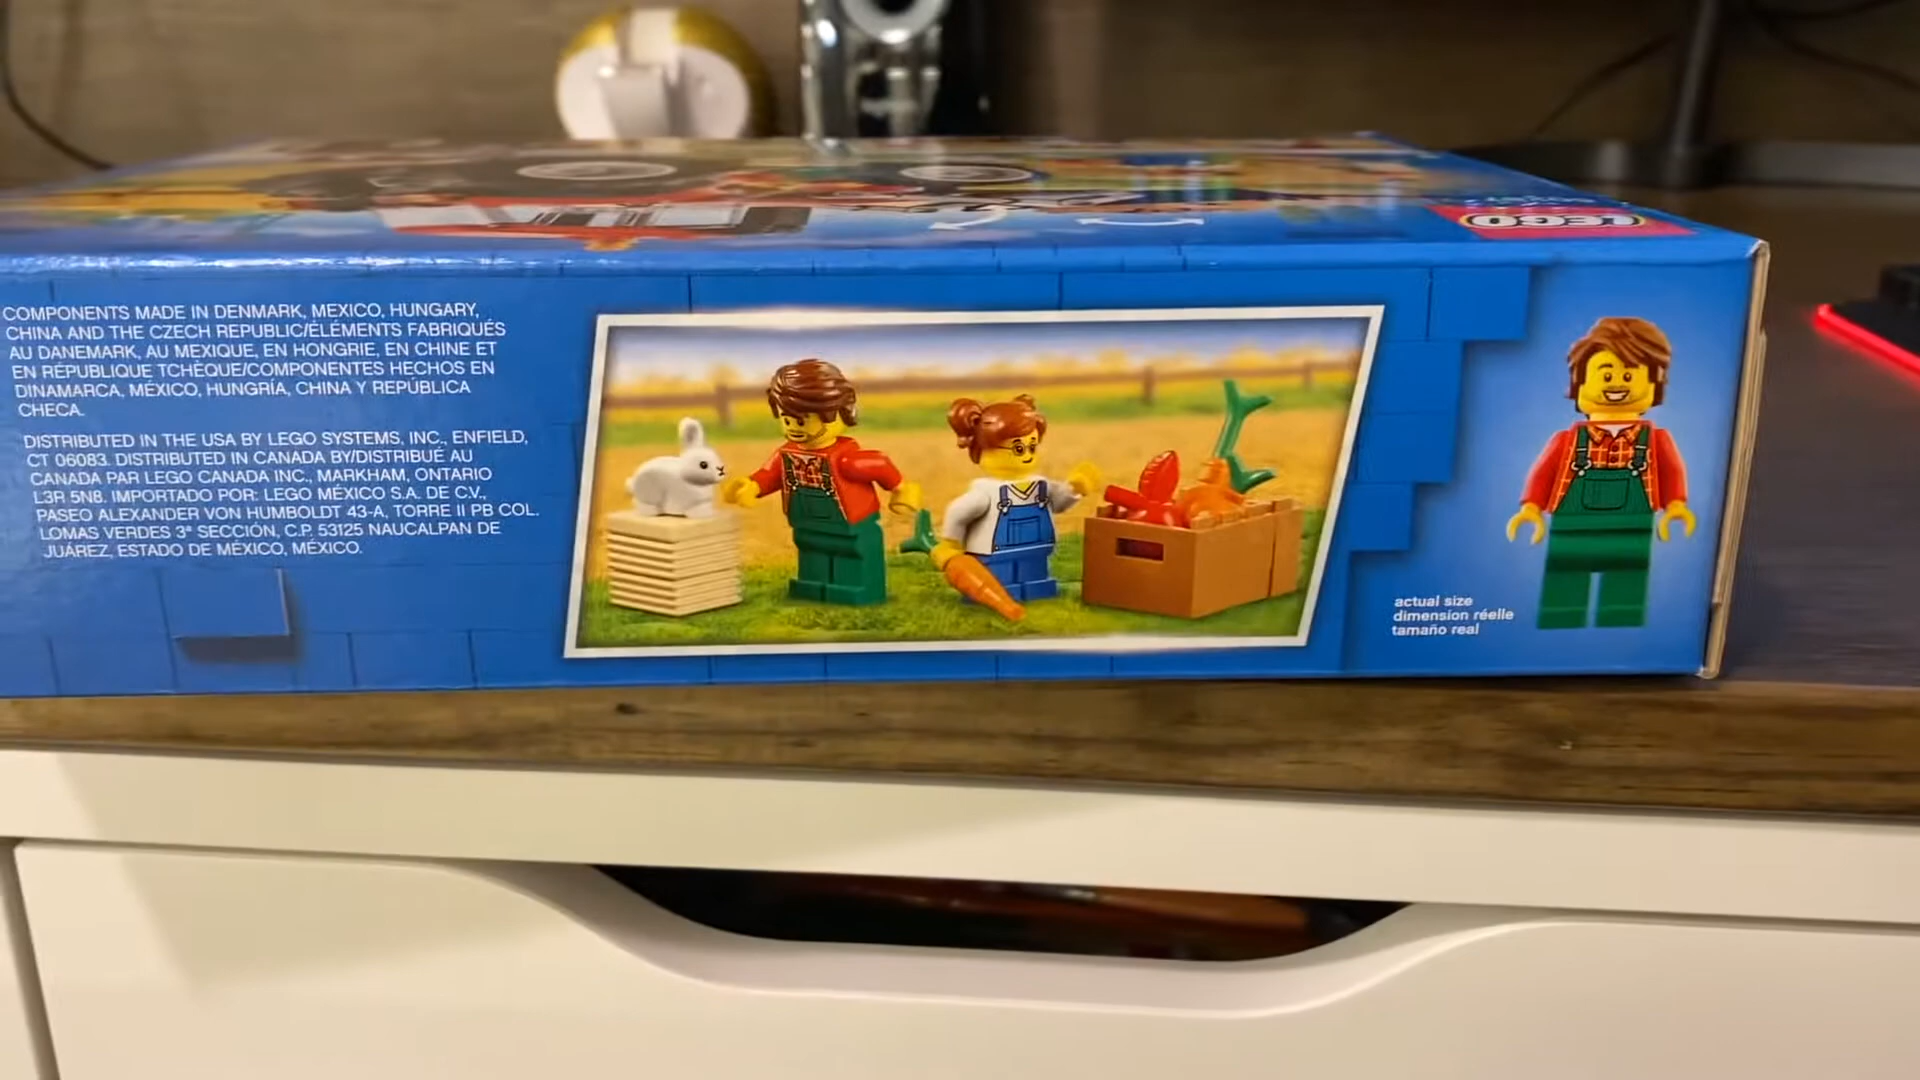 LEGO
COMPONENTS MADE IN DENMARK, MEXICO, HUNGARY,
CHINA AND THE CZECH REPUBLIC/ÉLÉMENTS FABRIQUÉS
AU DANEMARK, AU MEXIQUE, EN HONGRIE, EN CHINE ET
EN RÉPUBLIQUE TCHÈQUE/COMPONENTES HECHOS EN
DINAMARCA, MÉXICO, HUNGRÍA, CHINA Y REPÚBLICA
CHECA.
DISTRIBUTED IN THE USA BY LEGO SYSTEMS, INC., ENFIELD,
CT 06083. DISTRIBUTED IN CANADA BY/DISTRIBUÉ AU
CANADA PAR LEGO CANADA INC., MARKHAM, ONTARIO
L3R 5N8. IMPORTADO POR: LEGO MÉXICO S.A. DE C.V.,
PASEO ALEXANDER VON HUMBOLDT 43-A, TORRE II PB COL.
LOMAS VERDES 3ª SECCIÓN, C.P. 53125 NAUCALPAN DE
JUÁREZ, ESTADO DE MÉXICO, MÉXICO.
actual size
dimension réelle
tamaño real